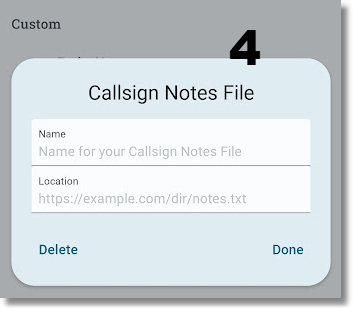 Custom
4
Callsign Notes File
Name
Name for your Callsign Notes File
Location
https://example.com/dir/notes.txt
Delete
Done